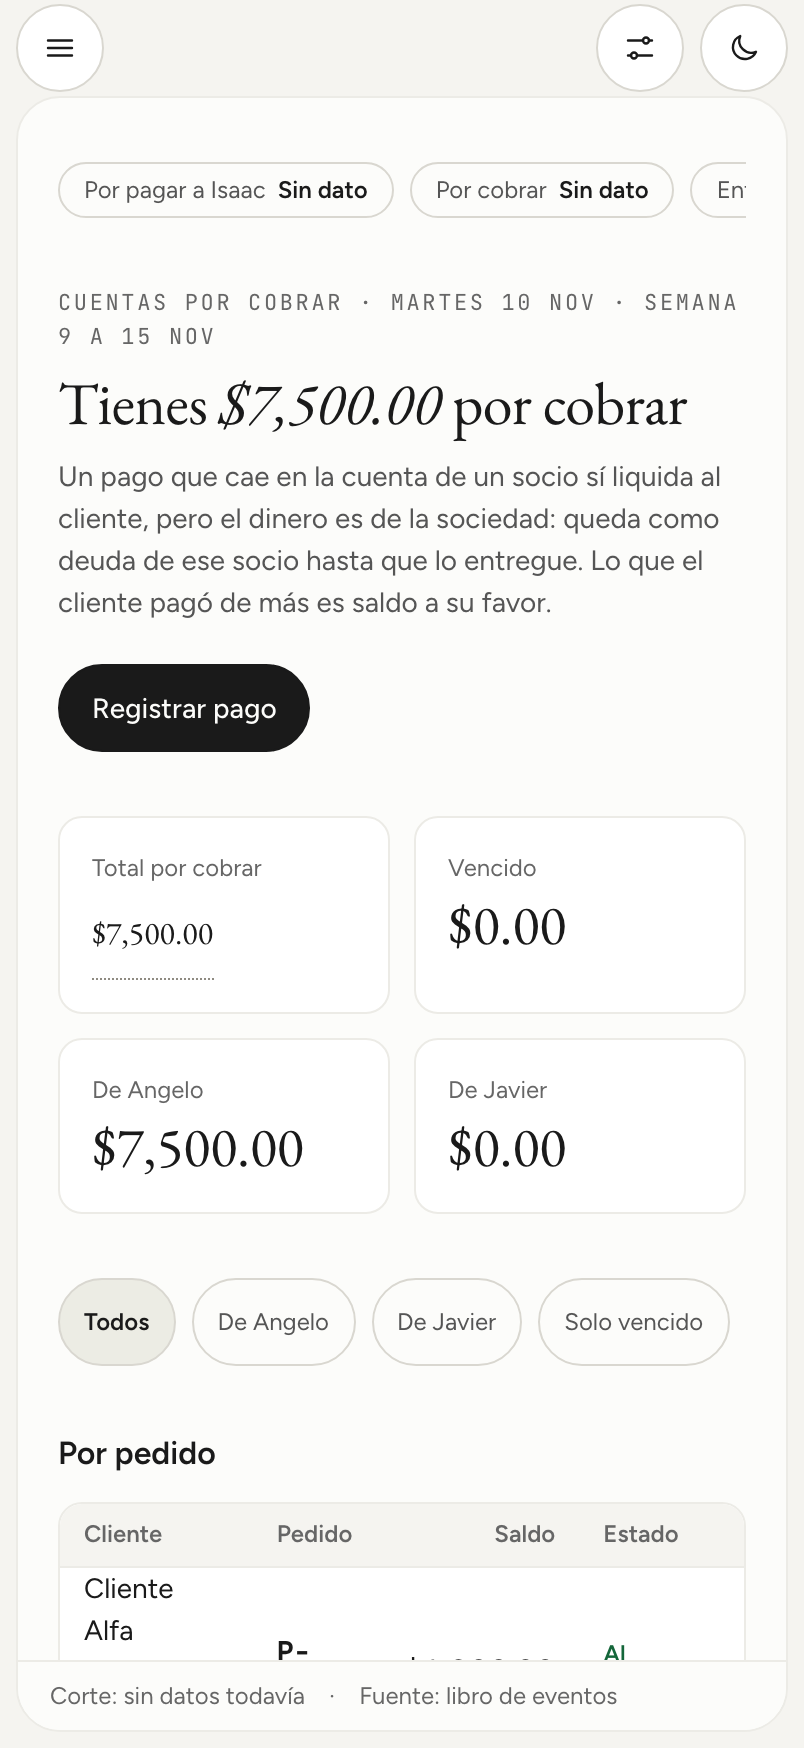 Por pagar a Isaac Sin dato
Por cobrar Sin dato
CUENTAS POR COBRAR · MARTES 10 NOV · SEMANA
9 A 15 NOV
Tienes $7,500.00 por cobrar
Un pago que cae en la cuenta de un socio sí liquida al
cliente, pero el dinero es de la sociedad: queda como
deuda de ese socio hasta que lo entregue. Lo que el
cliente pagó de más es saldo a su favor.
Registrar pago
Total por cobrar
$7,500.00
Vencido
$0.00
De Angelo
$7,500.00
De Javier
$0.00
Todos
De Angelo
De Javier
Solo vencido
Por pedido
Cliente Pedido Saldo Estado
Cliente
Alfa
P-
Al
Corte: sin datos todavía · Fuente: libro de eventos